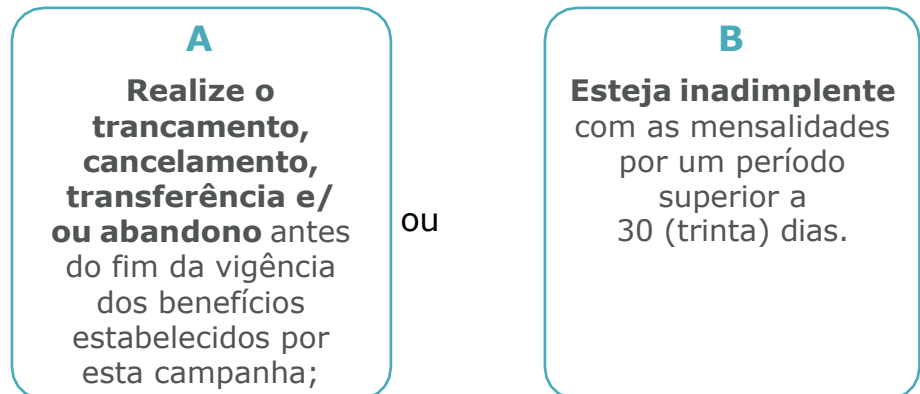 A
Realize o
trancamento,
cancelamento,
transferência e/
ou abandono antes
do fim da vigência
dos benefícios
estabelecidos por
esta campanha;
ou
B
Esteja inadimplente
com as mensalidades
por um período
superior a
30 (trinta) dias.